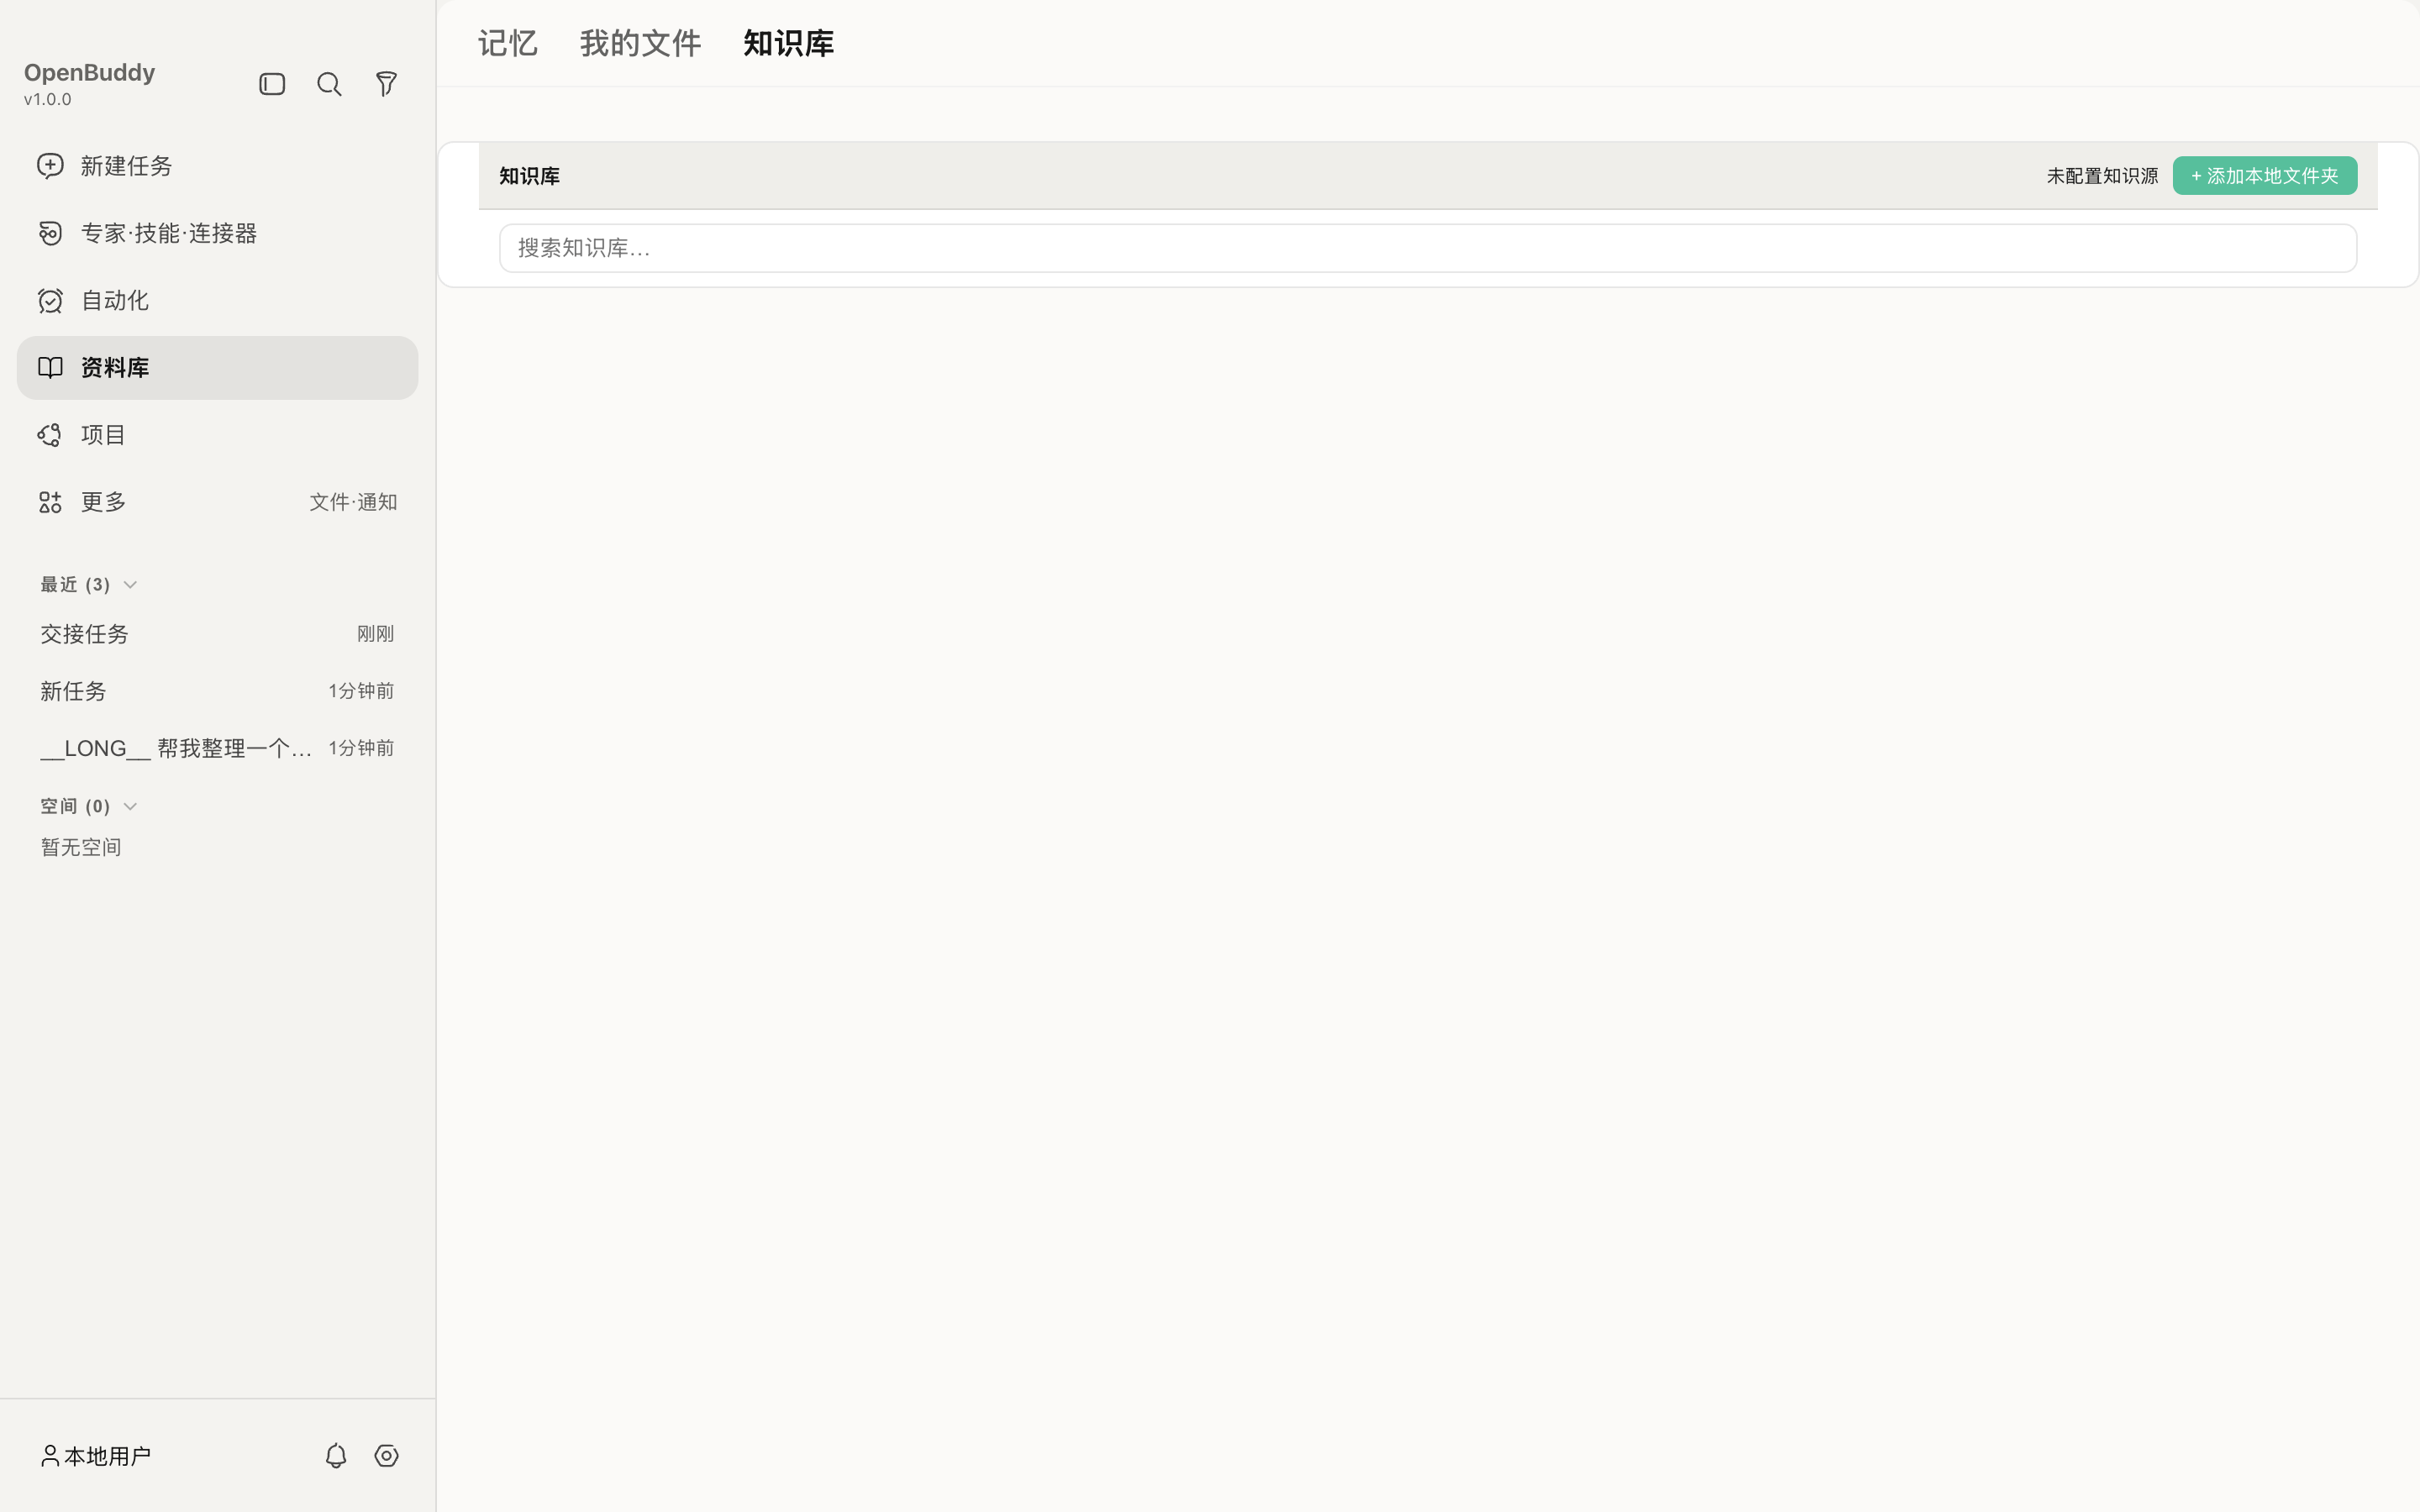 OpenBuddy
v1.0.0
新建任务
专家·技能·连接器
自动化
资料库
项目
更多 文件·通知
最近 (3)
交接任务 刚刚
新任务 1分钟前
__LONG__ 帮我整理一个… 1分钟前
空间 (0)
暂无空间
本地用户
记忆 我的文件 知识库
知识库 未配置知识源 + 添加本地文件夹
搜索知识库…